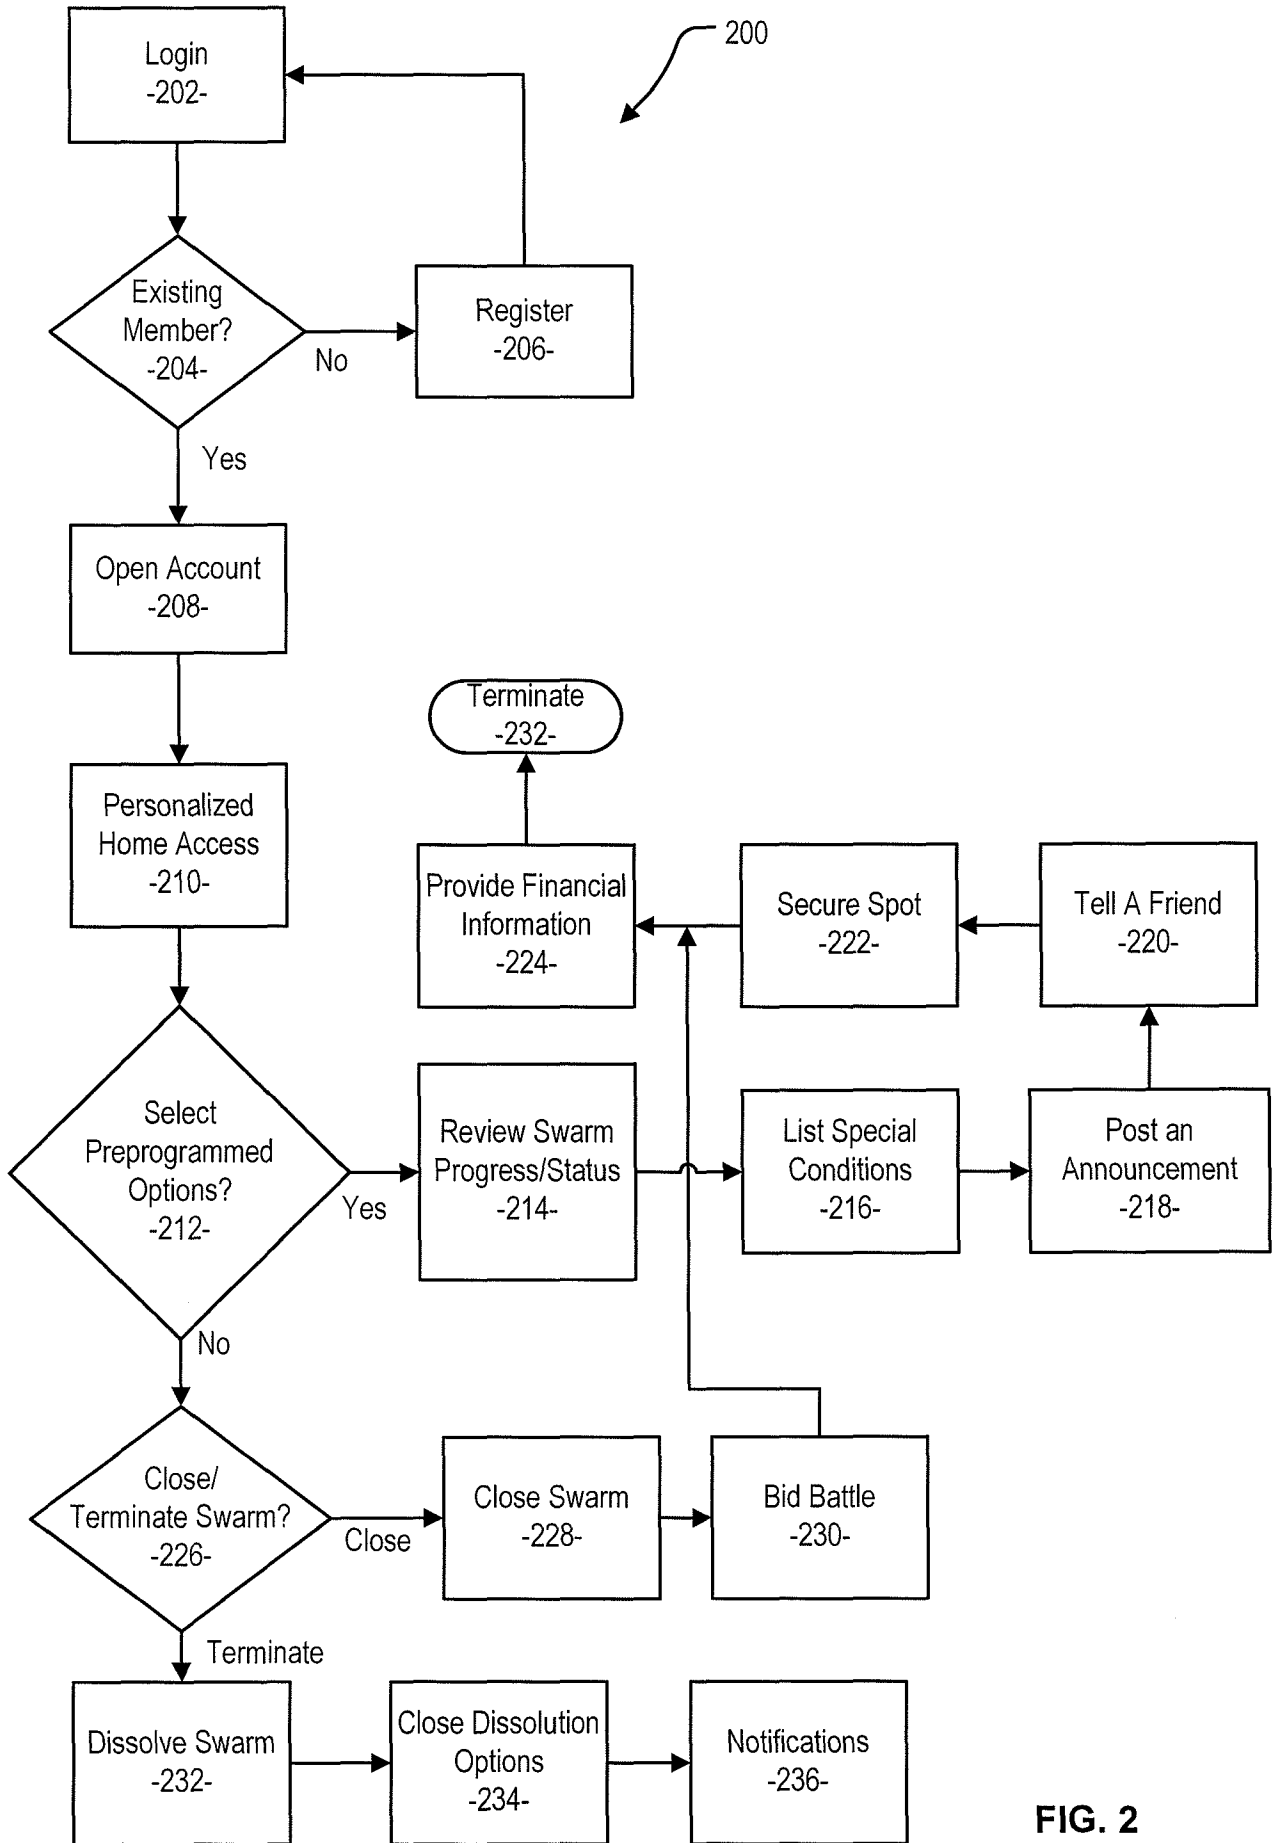 Login
-202-
200
Existing
Member?
-204-
No
Register
-206-
Yes
Open Account
-208-
Terminate
-232-
Personalized
Home Access
-210-
Provide Financial
Information
-224-
Secure Spot
-222-
Tell A Friend
-220-
Select
Preprogrammed
Options?
-212-
Yes
Review Swarm
Progress/Status
-214-
List Special
Conditions
-216-
Post an
Announcement
-218-
No
Close/
Terminate Swarm?
-226-
Close
Close Swarm
-228-
Bid Battle
-230-
Terminate
Dissolve Swarm
-232-
Close Dissolution
Options
-234-
Notifications
-236-
FIG. 2